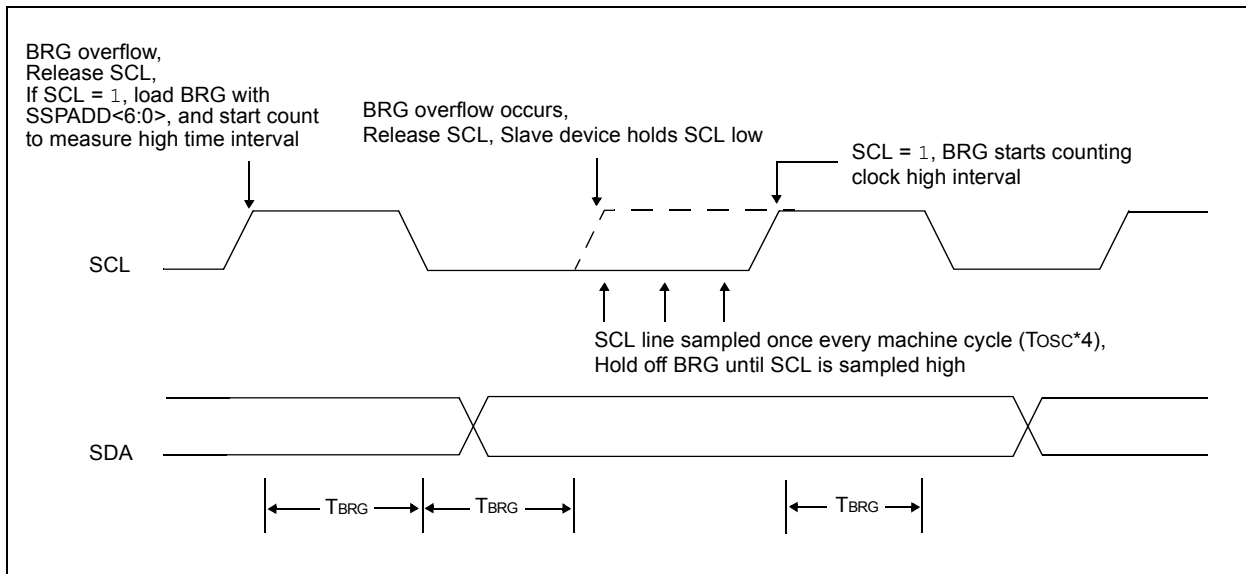 BRG overflow,
Release SCL,
If SCL = 1, load BRG with
SSPADD<6:0>, and start count
to measure high time interval
BRG overflow occurs,
Release SCL, Slave device holds SCL low
SCL = 1, BRG starts counting
clock high interval
SCL
SCL line sampled once every machine cycle (TOSC*4),
Hold off BRG until SCL is sampled high
SDA
TBRG
TBRG
TBRG